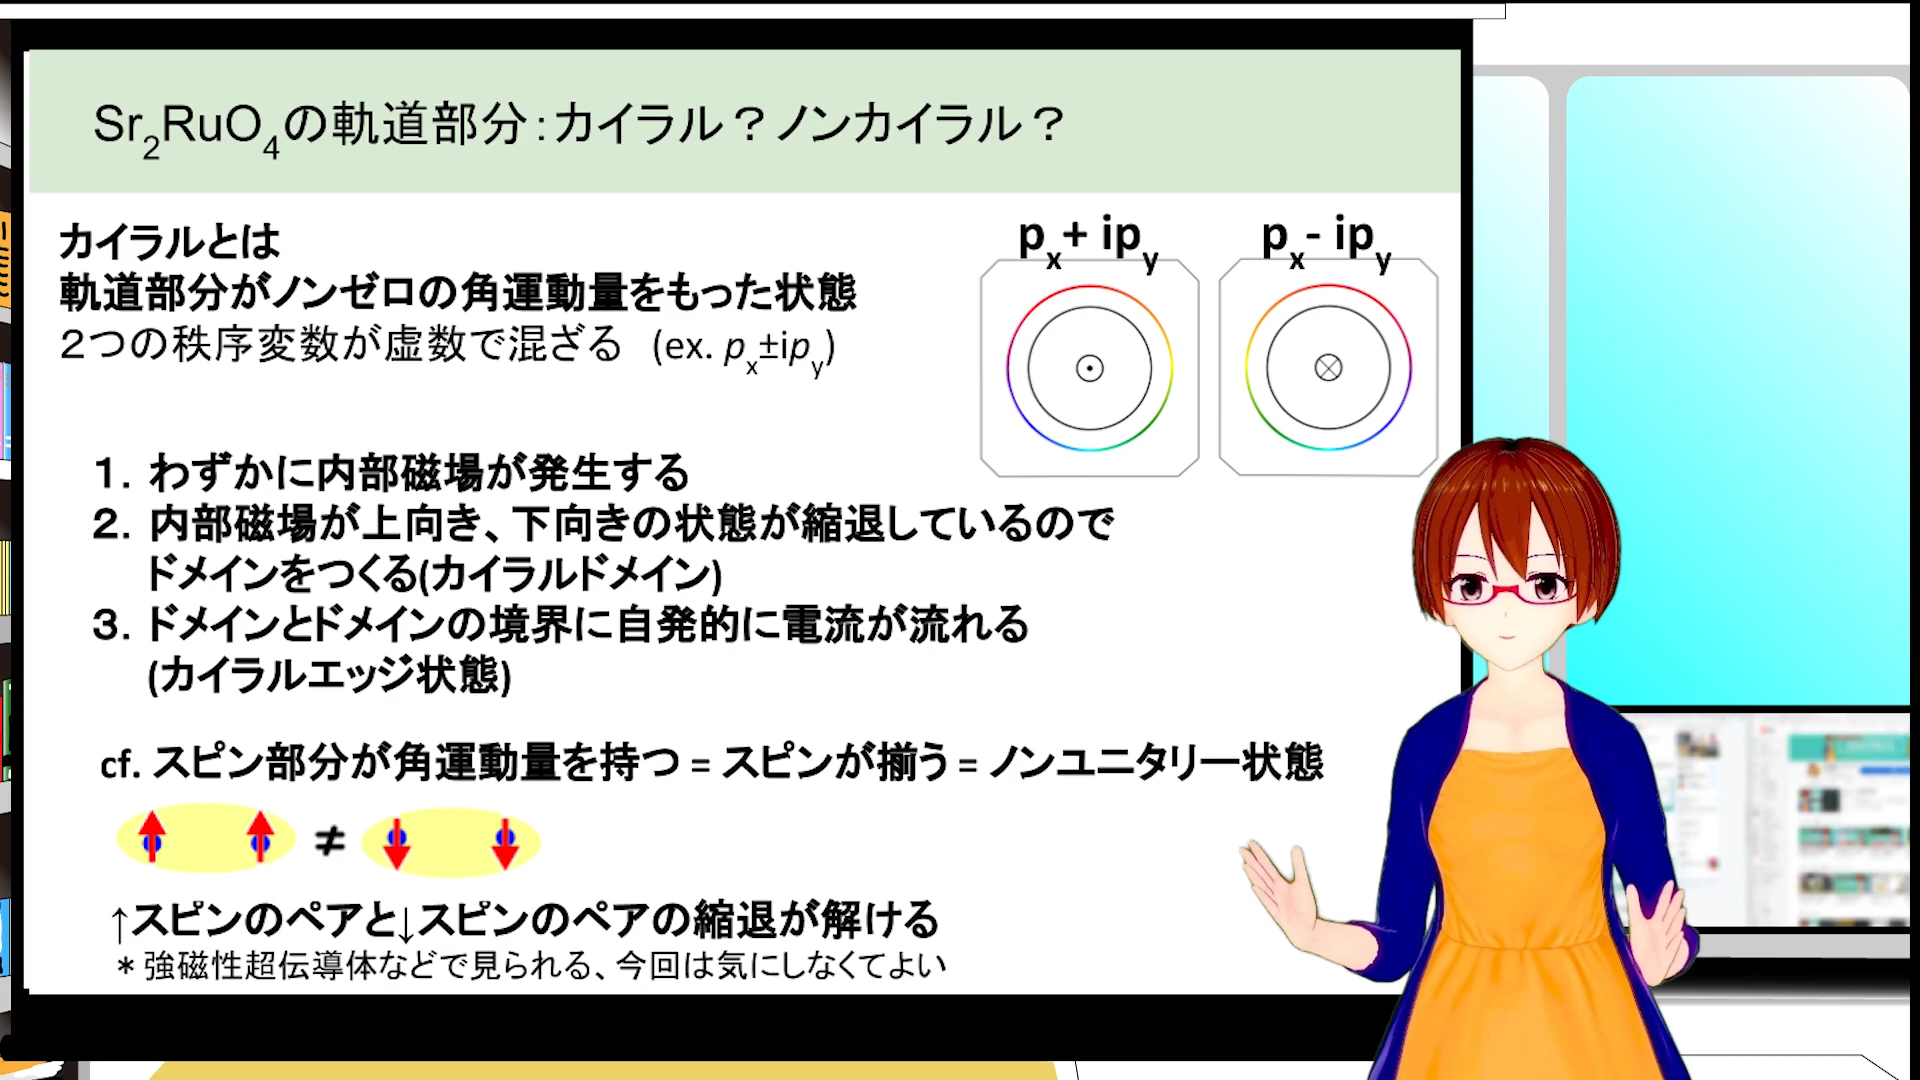 Sr₂RuO₄の軌道部分：カイラル？ノンカイラル？
カイラルとは
軌道部分がノンゼロの角運動量をもった状態
２つの秩序変数が虚数で混ざる (ex. pₓ±ip_y)
pₓ+ ip_y
pₓ- ip_y
１．わずかに内部磁場が発生する
２．内部磁場が上向き、下向きの状態が縮退しているので
ドメインをつくる(カイラルドメイン)
３．ドメインとドメインの境界に自発的に電流が流れる
(カイラルエッジ状態)
cf. スピン部分が角運動量を持つ = スピンが揃う = ノンユニタリー状態
≠
↑スピンのペアと↓スピンのペアの縮退が解ける
＊強磁性超伝導体などで見られる、今回は気にしなくてよい